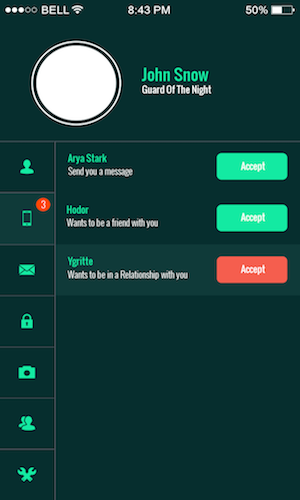 BELL 8:43 PM 50%
John Snow
Guard Of The Night
Arya Stark
Send you a message
Accept
3
Hodor
Wants to be a friend with you
Accept
Ygritte
Wants to be in a Relationship with you
Accept